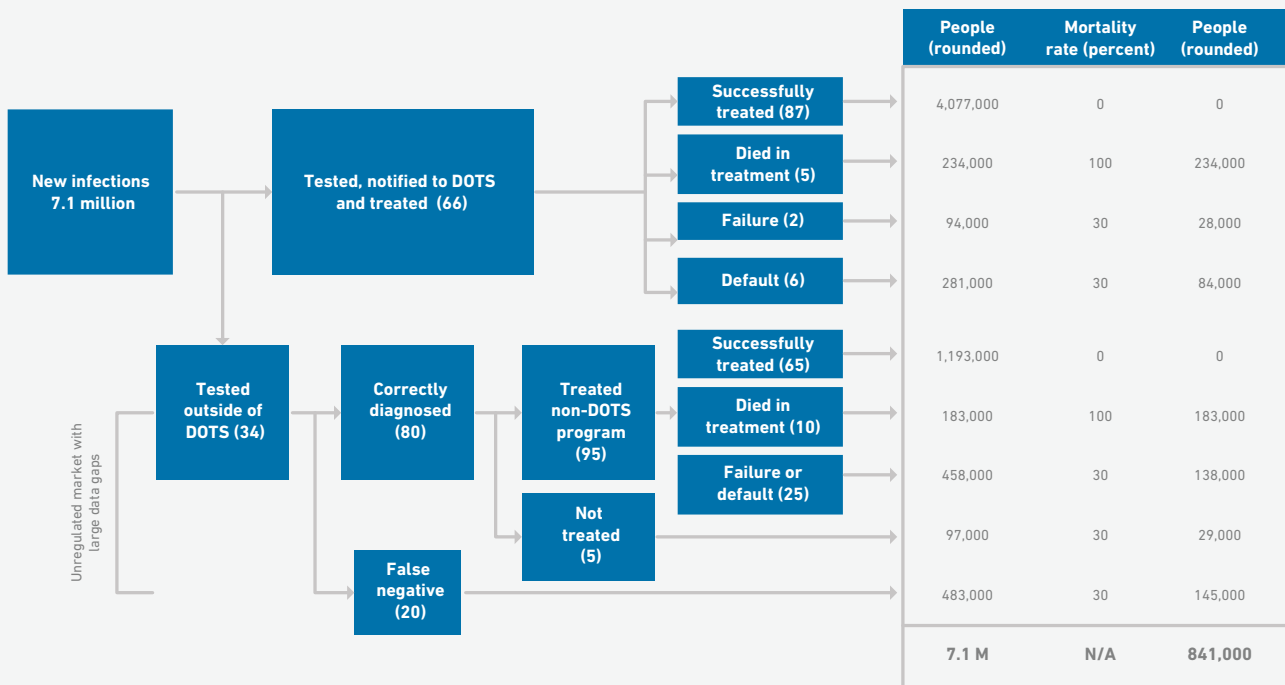 People
(rounded)
Mortality
rate (percent)
People
(rounded)
New infections
7.1 million
Tested, notified to DOTS
and treated (66)
Successfully
treated (87)
4,077,000
0
0
Died in
treatment (5)
234,000
100
234,000
Failure (2)
94,000
30
28,000
Default (6)
281,000
30
84,000
Unregulated market with
large data gaps
Tested
outside of
DOTS (34)
Correctly
diagnosed
(80)
Treated
non-DOTS
program
(95)
Successfully
treated (65)
1,193,000
0
0
Died in
treatment (10)
183,000
100
183,000
Failure or
default (25)
458,000
30
138,000
Not
treated
(5)
97,000
30
29,000
False
negative
(20)
483,000
30
145,000
7.1 M
N/A
841,000